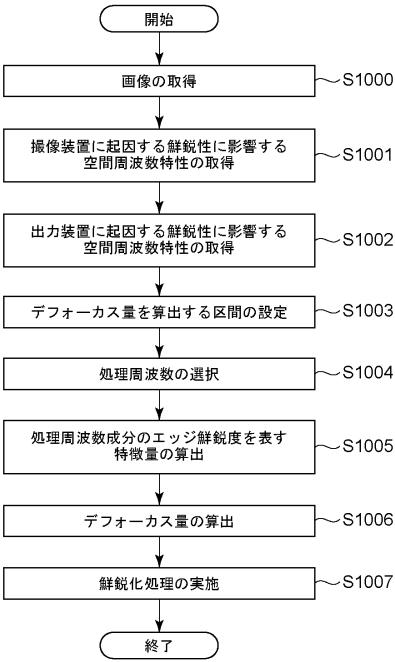 開始
画像の取得
S1000
撮像装置に起因する鮮鋭性に影響する
空間周波数特性の取得
S1001
出力装置に起因する鮮鋭性に影響する
空間周波数特性の取得
S1002
デフォーカス量を算出する区間の設定
S1003
処理周波数の選択
S1004
処理周波数成分のエッジ鮮鋭度を表す
特徴量の算出
S1005
デフォーカス量の算出
S1006
鮮鋭化処理の実施
S1007
終了